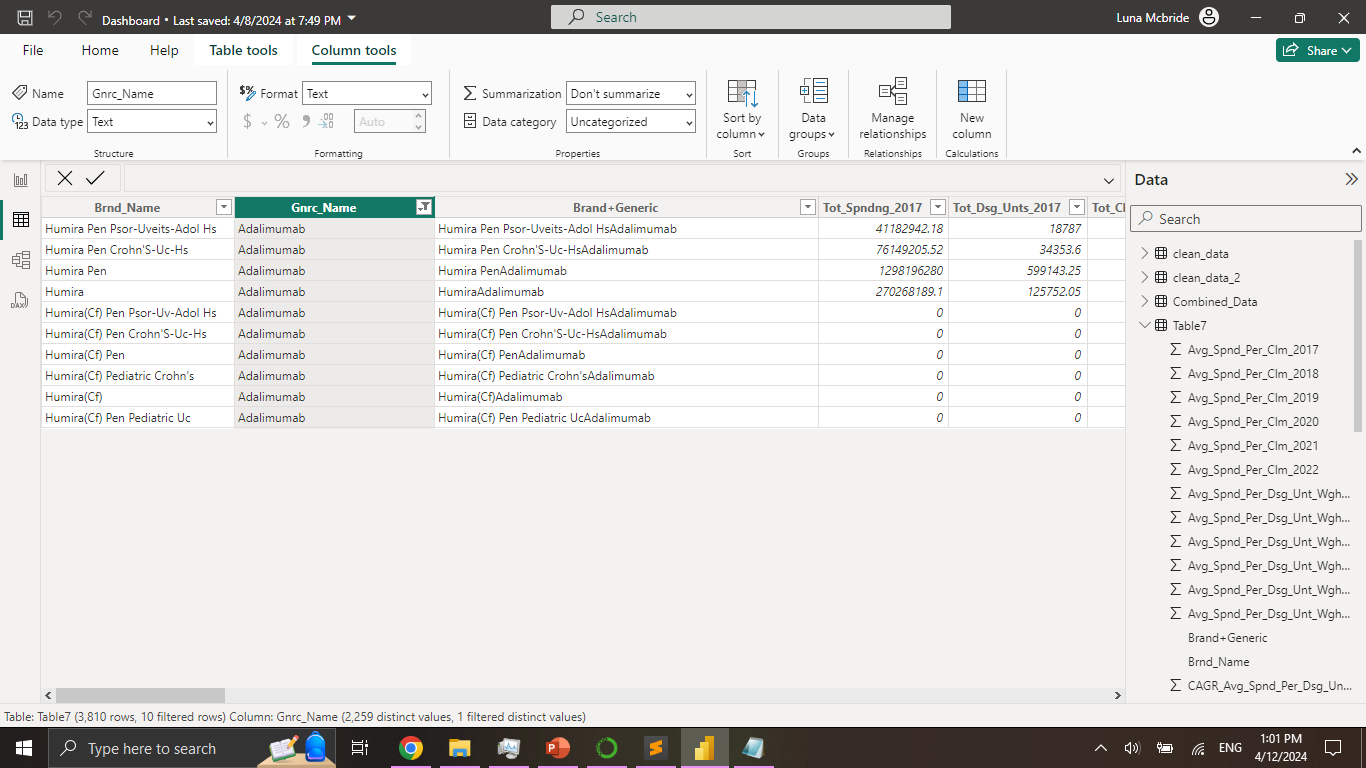 Dashboard • Last saved: 4/8/2024 at 7:49 PM
Search
Luna Mcbride
File Home Help Table tools Column tools
Share
Name Gnrc_Name
Data type Text
Structure
Format Text
$ % 9 .00 Auto
Formatting
Summarization Don't summarize
Data category Uncategorized
Properties
Sort by column
Sort
Data groups
Groups
Manage relationships
Relationships
New column
Calculations
Brnd_Name Gnrc_Name Brand+Generic Tot_Spndng_2017 Tot_Dsg_Unts_2017 Tot_Cl
Humira Pen Psor-Uveits-Adol Hs Adalimumab Humira Pen Psor-Uveits-Adol HsAdalimumab 41182942.18 18787
Humira Pen Crohn'S-Uc-Hs Adalimumab Humira Pen Crohn'S-Uc-HsAdalimumab 76149205.52 34353.6
Humira Pen Adalimumab Humira PenAdalimumab 1298196280 599143.25
Humira Adalimumab HumiraAdalimumab 270268189.1 125752.05
Humira(Cf) Pen Psor-Uv-Adol Hs Adalimumab Humira(Cf) Pen Psor-Uv-Adol HsAdalimumab 0 0
Humira(Cf) Pen Crohn'S-Uc-Hs Adalimumab Humira(Cf) Pen Crohn'S-Uc-HsAdalimumab 0 0
Humira(Cf) Pen Adalimumab Humira(Cf) PenAdalimumab 0 0
Humira(Cf) Pediatric Crohn's Adalimumab Humira(Cf) Pediatric Crohn'sAdalimumab 0 0
Humira(Cf) Adalimumab Humira(Cf)Adalimumab 0 0
Humira(Cf) Pen Pediatric Uc Adalimumab Humira(Cf) Pen Pediatric UcAdalimumab 0 0
Data
Search
clean_data
clean_data_2
Combined_Data
Table7
Avg_Spnd_Per_Clm_2017
Avg_Spnd_Per_Clm_2018
Avg_Spnd_Per_Clm_2019
Avg_Spnd_Per_Clm_2020
Avg_Spnd_Per_Clm_2021
Avg_Spnd_Per_Clm_2022
Avg_Spnd_Per_Dsg_Unt_Wgh...
Avg_Spnd_Per_Dsg_Unt_Wgh...
Avg_Spnd_Per_Dsg_Unt_Wgh...
Avg_Spnd_Per_Dsg_Unt_Wgh...
Avg_Spnd_Per_Dsg_Unt_Wgh...
Avg_Spnd_Per_Dsg_Unt_Wgh...
Brand+Generic
Brnd_Name
CAGR_Avg_Spnd_Per_Dsg_Un...
Table: Table7 (3,810 rows, 10 filtered rows) Column: Gnrc_Name (2,259 distinct values, 1 filtered distinct values)
Type here to search
ENG
1:01 PM
4/12/2024